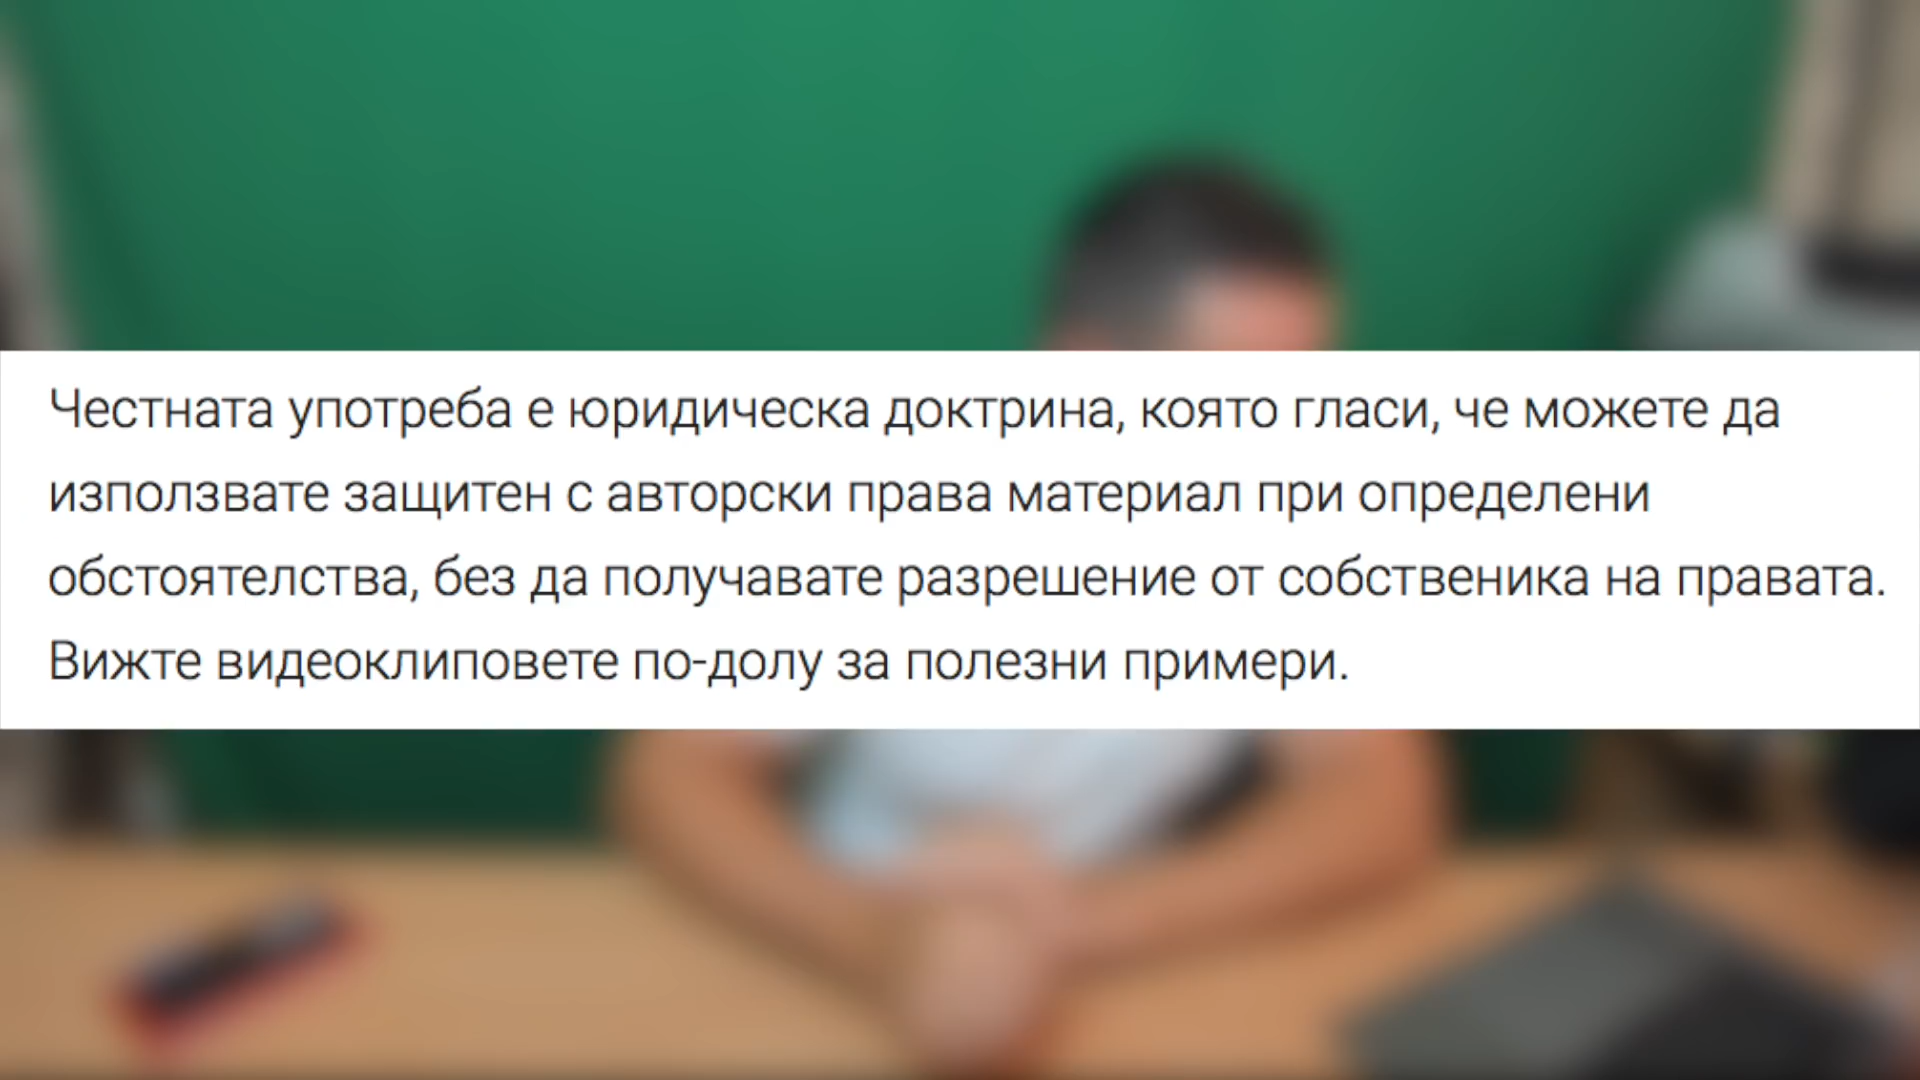 Честната употреба е юридическа доктрина, която гласи, че можете да
използвате защитен с авторски права материал при определени
обстоятелства, без да получавате разрешение от собственика на правата.
Вижте видеоклиповете по-долу за полезни примери.